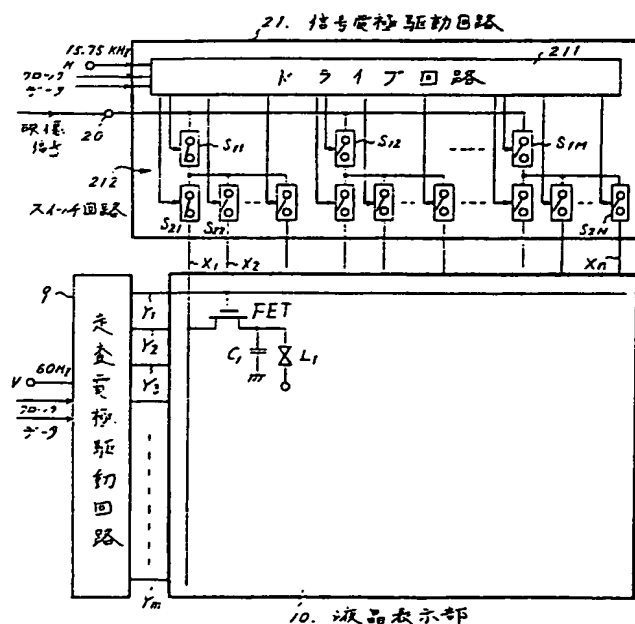 21. 信号電極駆動回路
15.75 KHz
H
クロック
データ
211
ドライブ回路
映像信号
20
S11
S12
S1M
212
スイッチ回路
S21
S22
S2N
X1
X2
Xn
9
走査電極駆動回路
V
60Hz
クロック
データ
Y1
Y2
Y3
Ym
FET
C1
L1
10. 液晶表示部